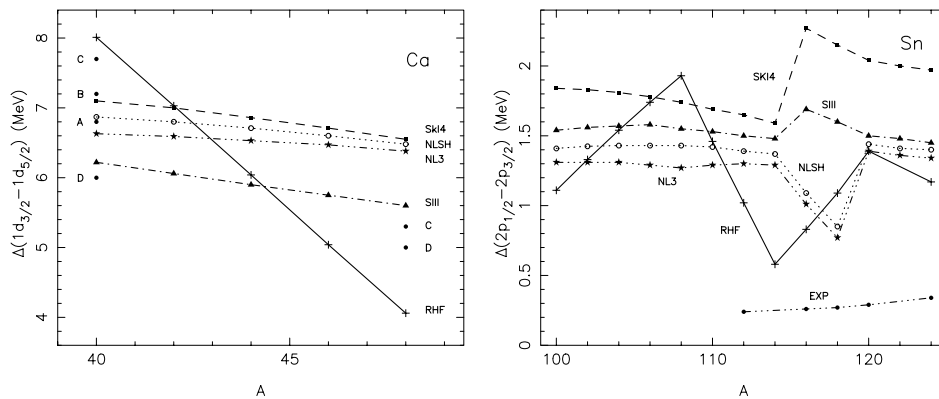 Ca
Δ(1d3/2−1d5/2) (MeV)
8
7
6
5
4
C
B
A
D
SkI4
NLSH
NL3
SIII
C
D
RHF
40
45
A
Sn
Δ(2p1/2−2p3/2) (MeV)
2
1.5
1
0.5
0
SKI4
SIII
NLSH
NL3
RHF
EXP
100
110
120
A